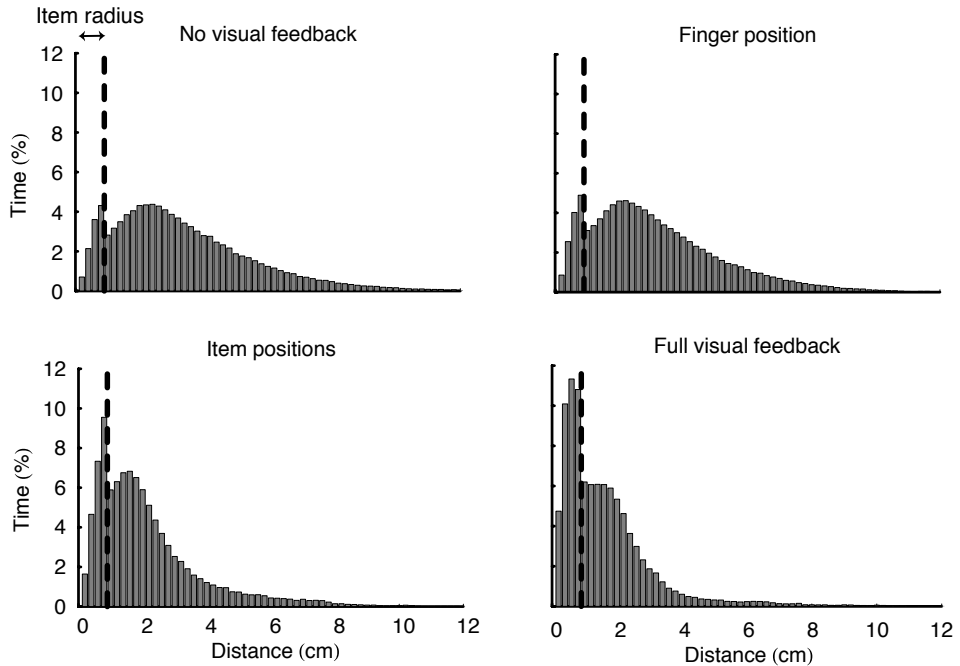 Item radius
No visual feedback
Finger position
12
10
8
6
4
2
0
Time (%)
Item positions
Full visual feedback
12
10
8
6
4
2
0
Time (%)
0 2 4 6 8 10 12
Distance (cm)
0 2 4 6 8 10 12
Distance (cm)